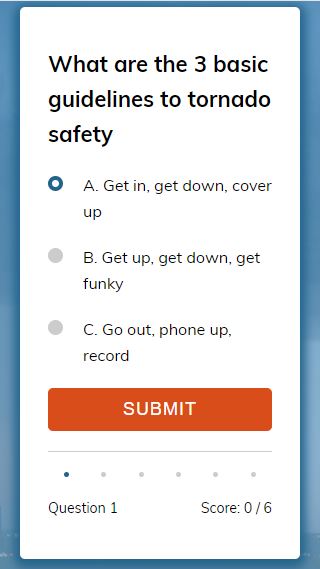 What are the 3 basic
guidelines to tornado
safety
A. Get in, get down, cover
up
B. Get up, get down, get
funky
C. Go out, phone up,
record
SUBMIT
Question 1
Score: 0 / 6